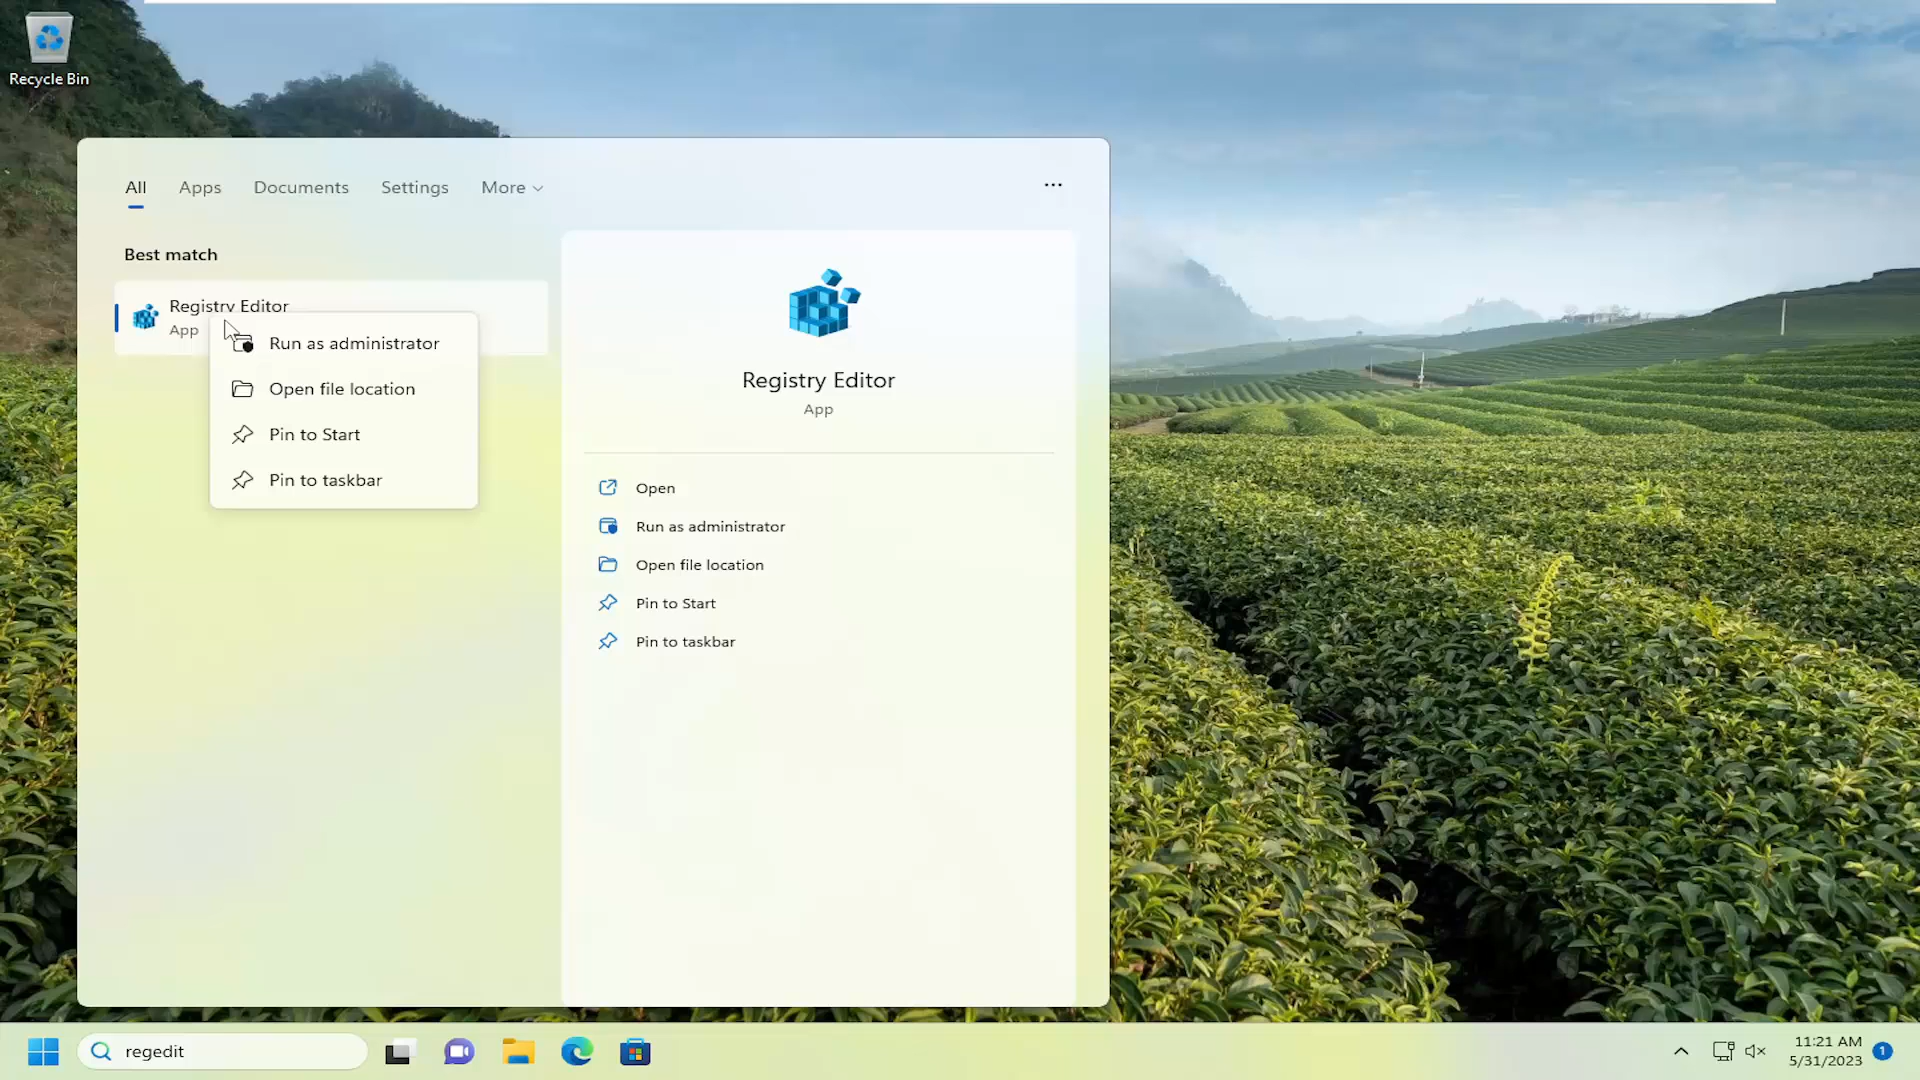 Recycle Bin
All Apps Documents Settings More
Best match
Registry Editor
App
Run as administrator
Open file location
Pin to Start
Pin to taskbar
Registry Editor
App
Open
Run as administrator
Open file location
Pin to Start
Pin to taskbar
regedit
11:21 AM
5/31/2023
1